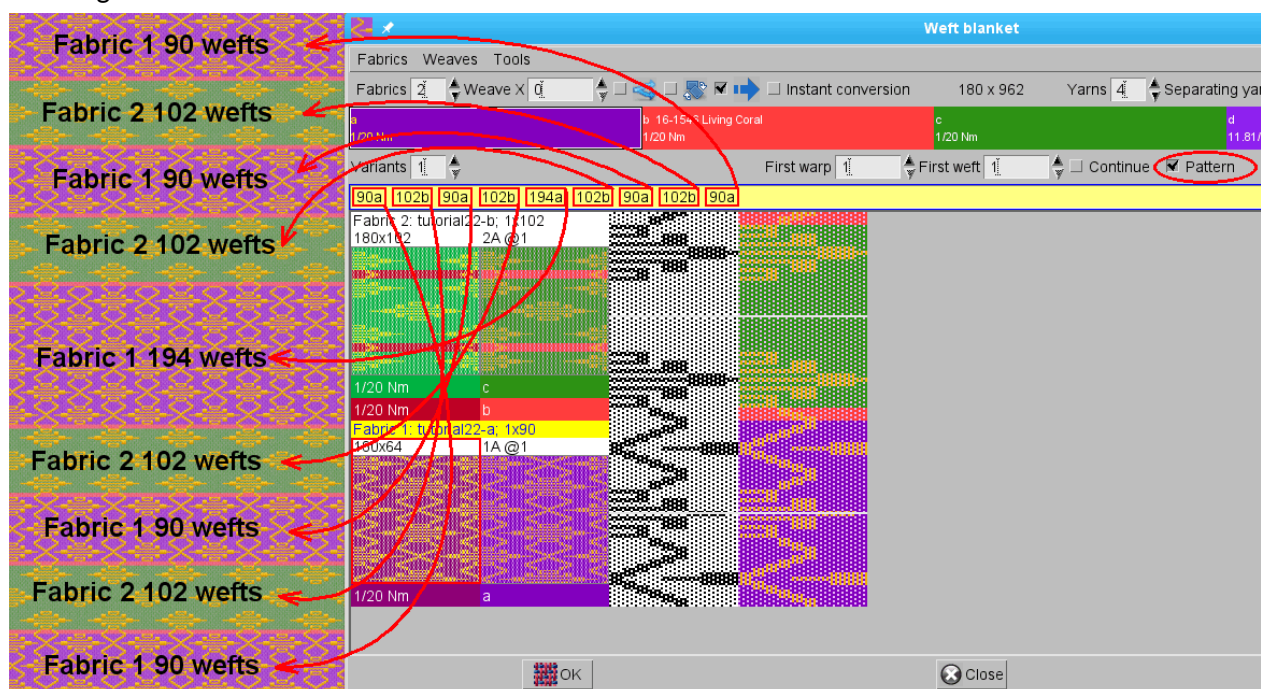 Fabric 1 90 wefts
Fabric 2 102 wefts
Fabric 1 90 wefts
Fabric 2 102 wefts
Fabric 1 194 wefts
Fabric 2 102 wefts
Fabric 1 90 wefts
Fabric 2 102 wefts
Fabric 1 90 wefts
Weft blanket
Fabrics Weaves Tools
Fabrics 2 Weave X 0 Instant conversion 180 x 962 Yarns 4 Separating yar
a b 16-1546 Living Coral c d
1/20 Nm 1/20 Nm 1/20 Nm 11.81/
Variants 1 First warp 1 First weft 1 Continue Pattern
90a 102b 90a 102b 194a 102b 90a 102b 90a
Fabric 2: tutorial22-b; 1x102
180x102 2A @1
1/20 Nm c
1/20 Nm b
Fabric 1: tutorial22-a; 1x90
180x64 1A @1
1/20 Nm a
OK Close